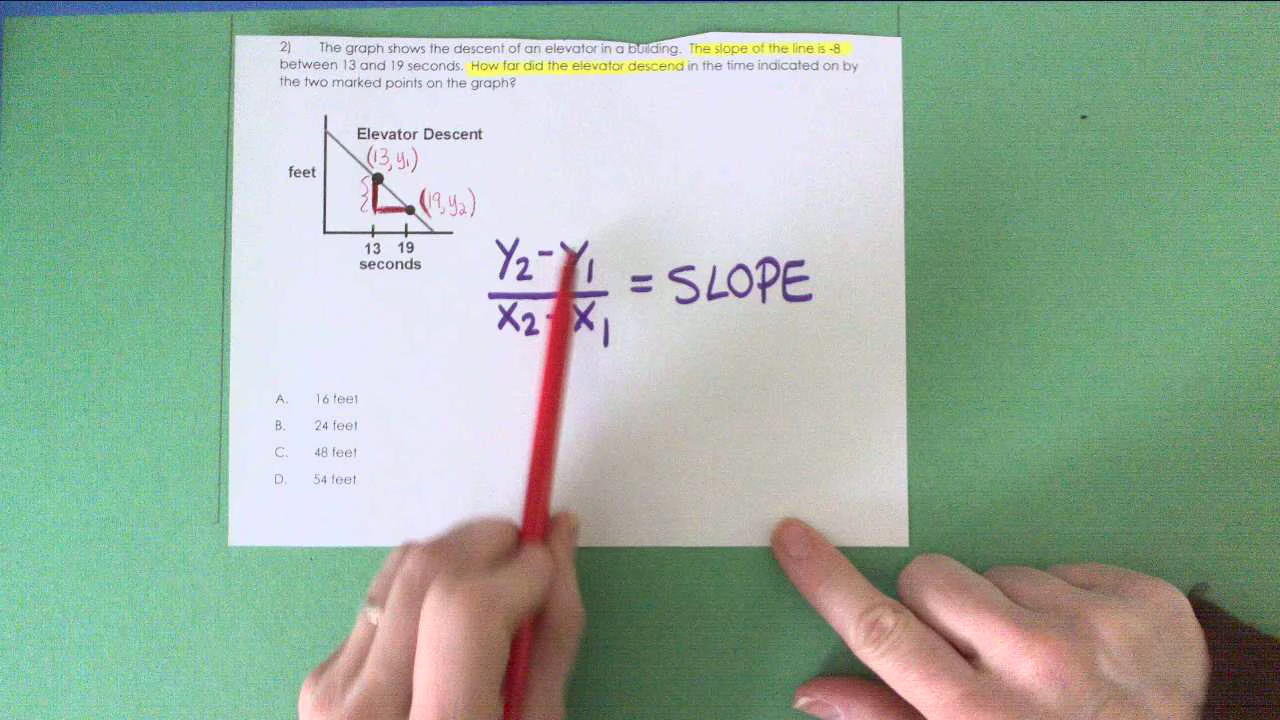 2) The graph shows the descent of an elevator in a building. The slope of the line is -8
between 13 and 19 seconds. How far did the elevator descend in the time indicated on by
the two marked points on the graph?
Elevator Descent
(13, y1)
feet
(19, y2)
13 19
seconds
Y2 - Y1
X2 - X1
= SLOPE
A. 16 feet
B. 24 feet
C. 48 feet
D. 54 feet